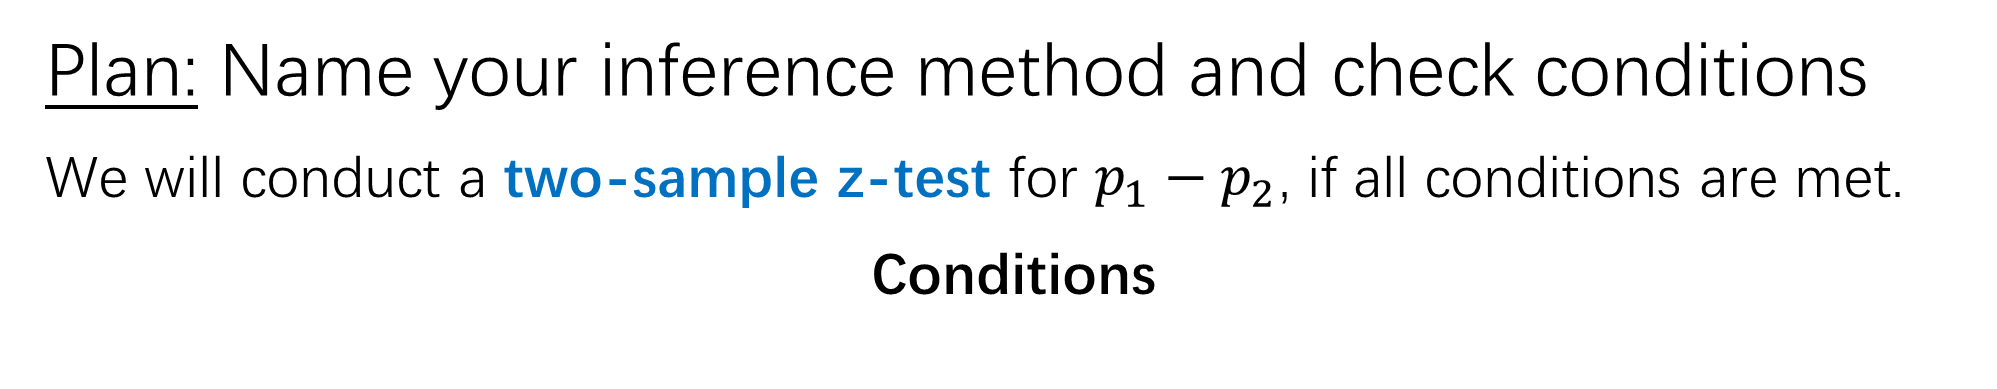 Plan: Name your inference method and check conditions
We will conduct a two-sample z-test for p₁ − p₂, if all conditions are met.
Conditions